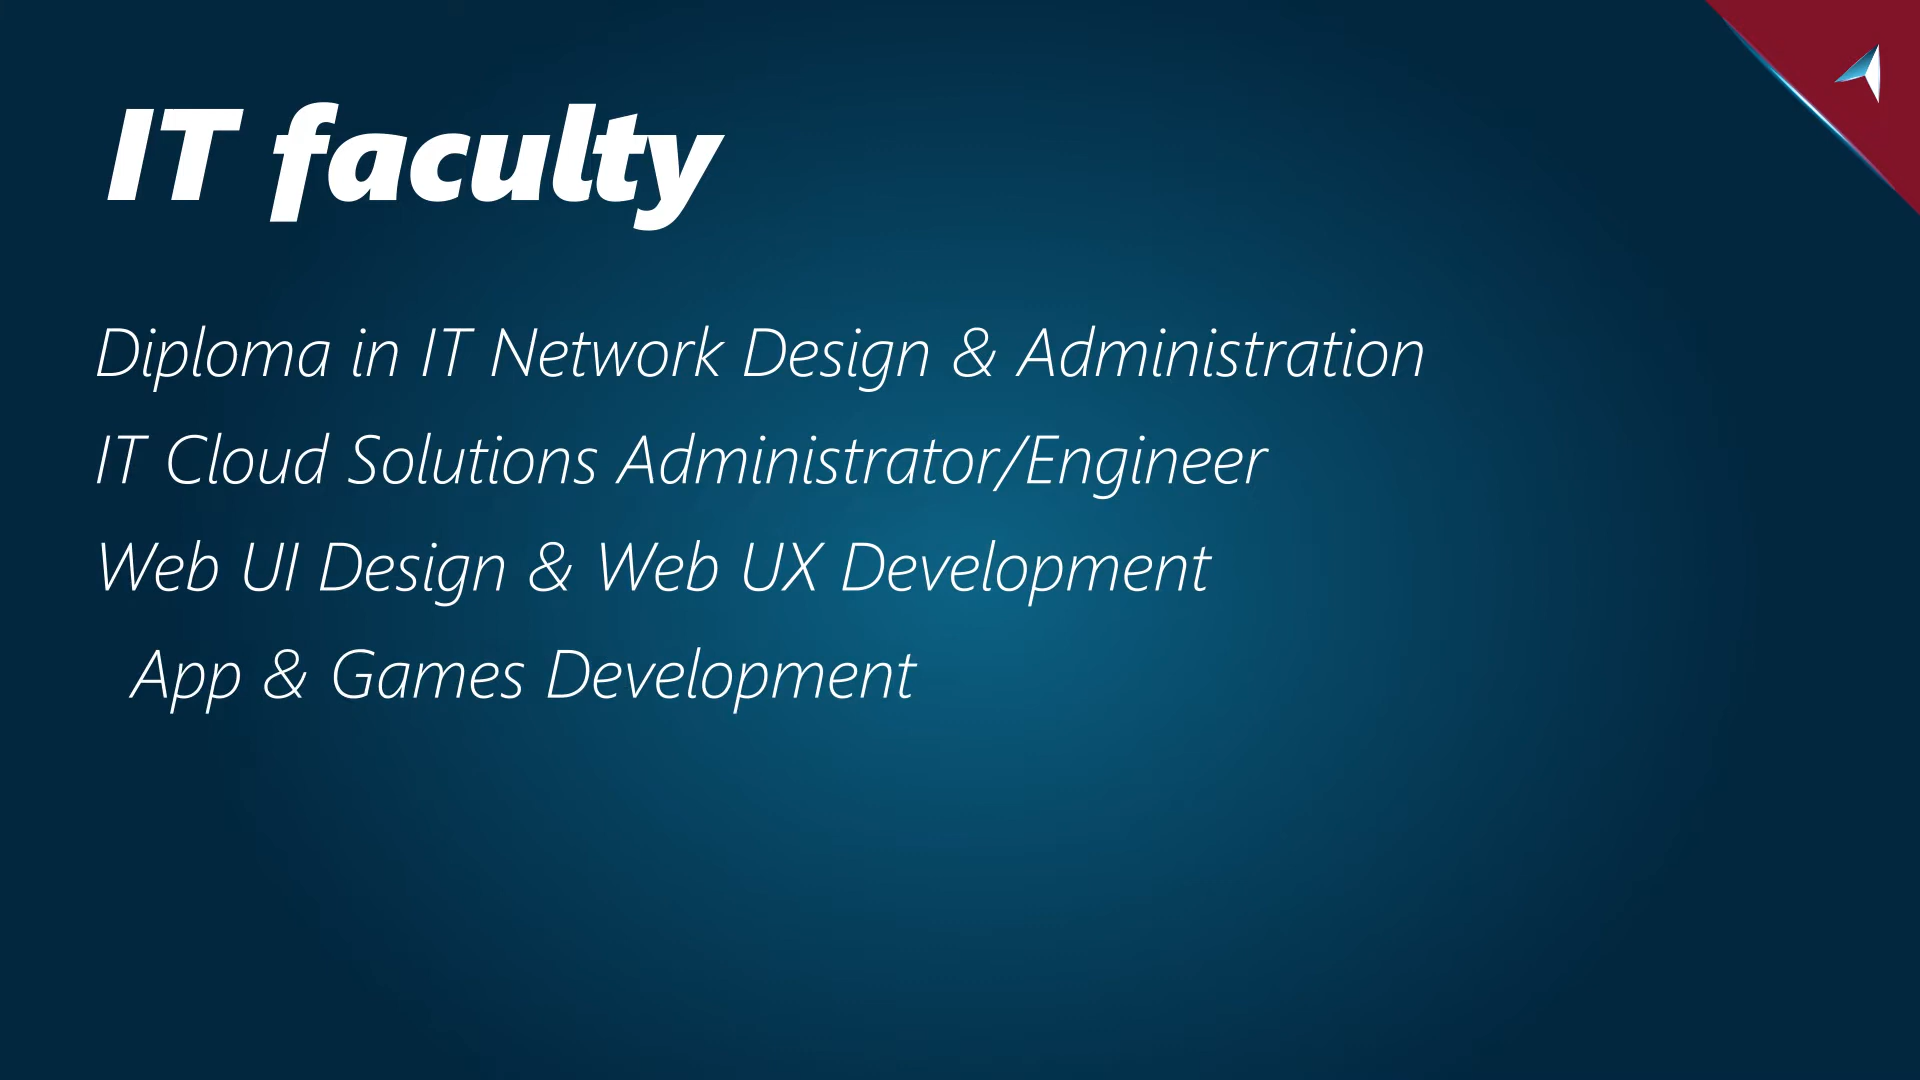 IT faculty
Diploma in IT Network Design & Administration
IT Cloud Solutions Administrator/Engineer
Web UI Design & Web UX Development
App & Games Development